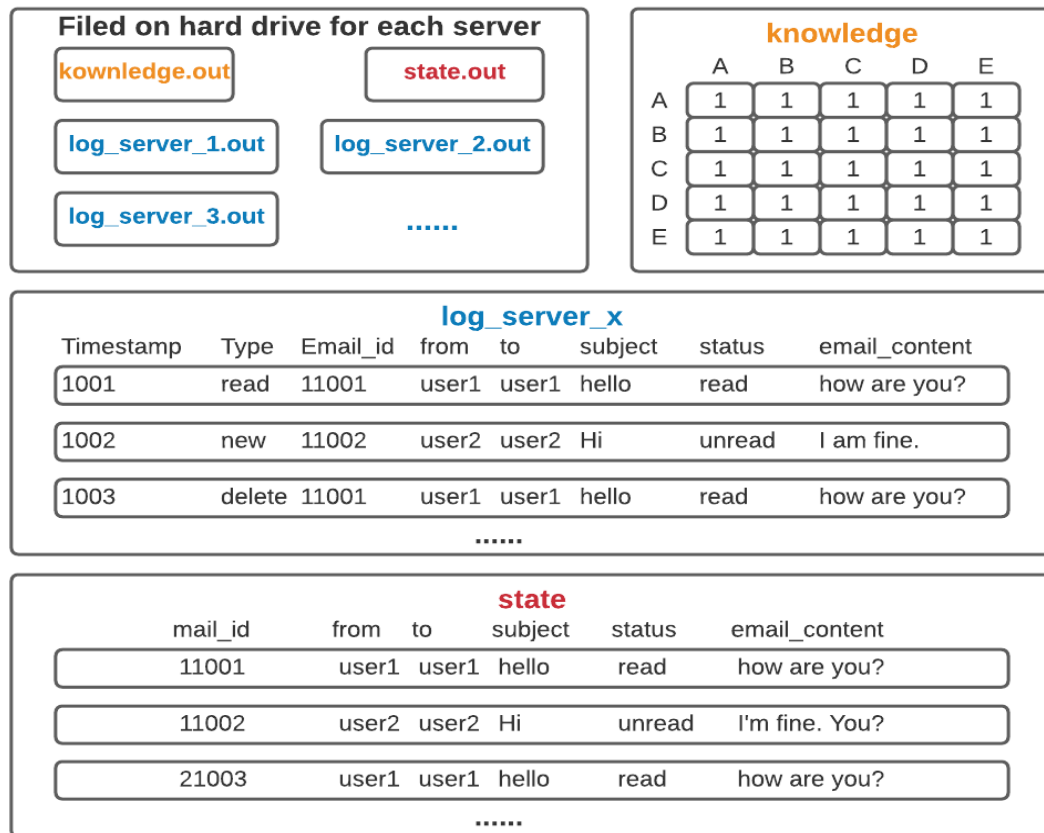 Filed on hard drive for each server
kownledge.out state.out
log_server_1.out log_server_2.out
log_server_3.out ......
knowledge
A B C D E
A 1 1 1 1 1
B 1 1 1 1 1
C 1 1 1 1 1
D 1 1 1 1 1
E 1 1 1 1 1
log_server_x
Timestamp Type Email_id from to subject status email_content
1001 read 11001 user1 user1 hello read how are you?
1002 new 11002 user2 user2 Hi unread I am fine.
1003 delete 11001 user1 user1 hello read how are you?
......
state
mail_id from to subject status email_content
11001 user1 user1 hello read how are you?
11002 user2 user2 Hi unread I'm fine. You?
21003 user1 user1 hello read how are you?
......